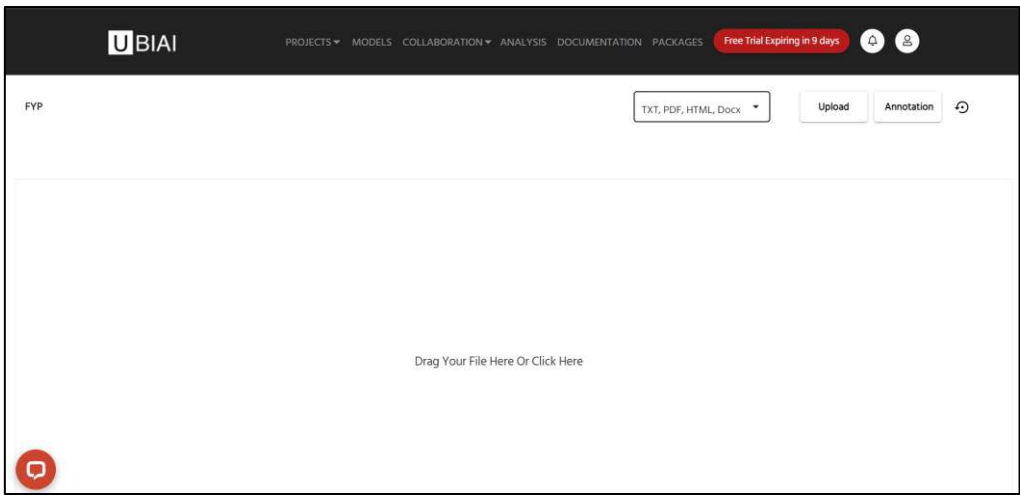 UBIAI
PROJECTS MODELS COLLABORATION ANALYSIS DOCUMENTATION PACKAGES Free Trial Expiring in 9 days
FYP TXT, PDF, HTML, Docx Upload Annotation
Drag Your File Here Or Click Here